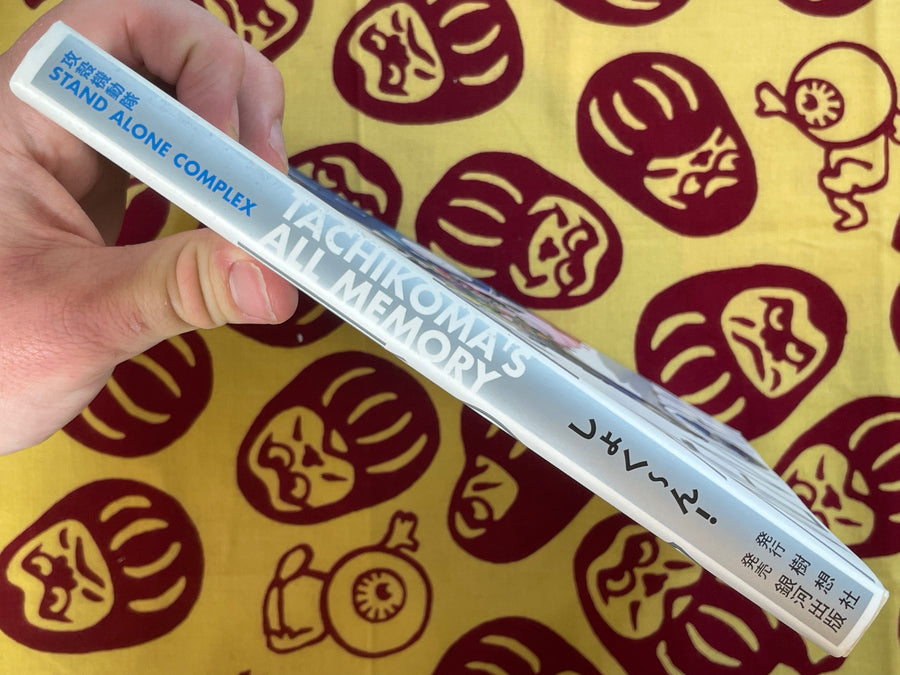 攻殻機動隊
STAND ALONE COMPLEX
TACHIKOMA'S
ALL MEMORY
しょく〜ん!
発行 樹想社
発売 銀河出版